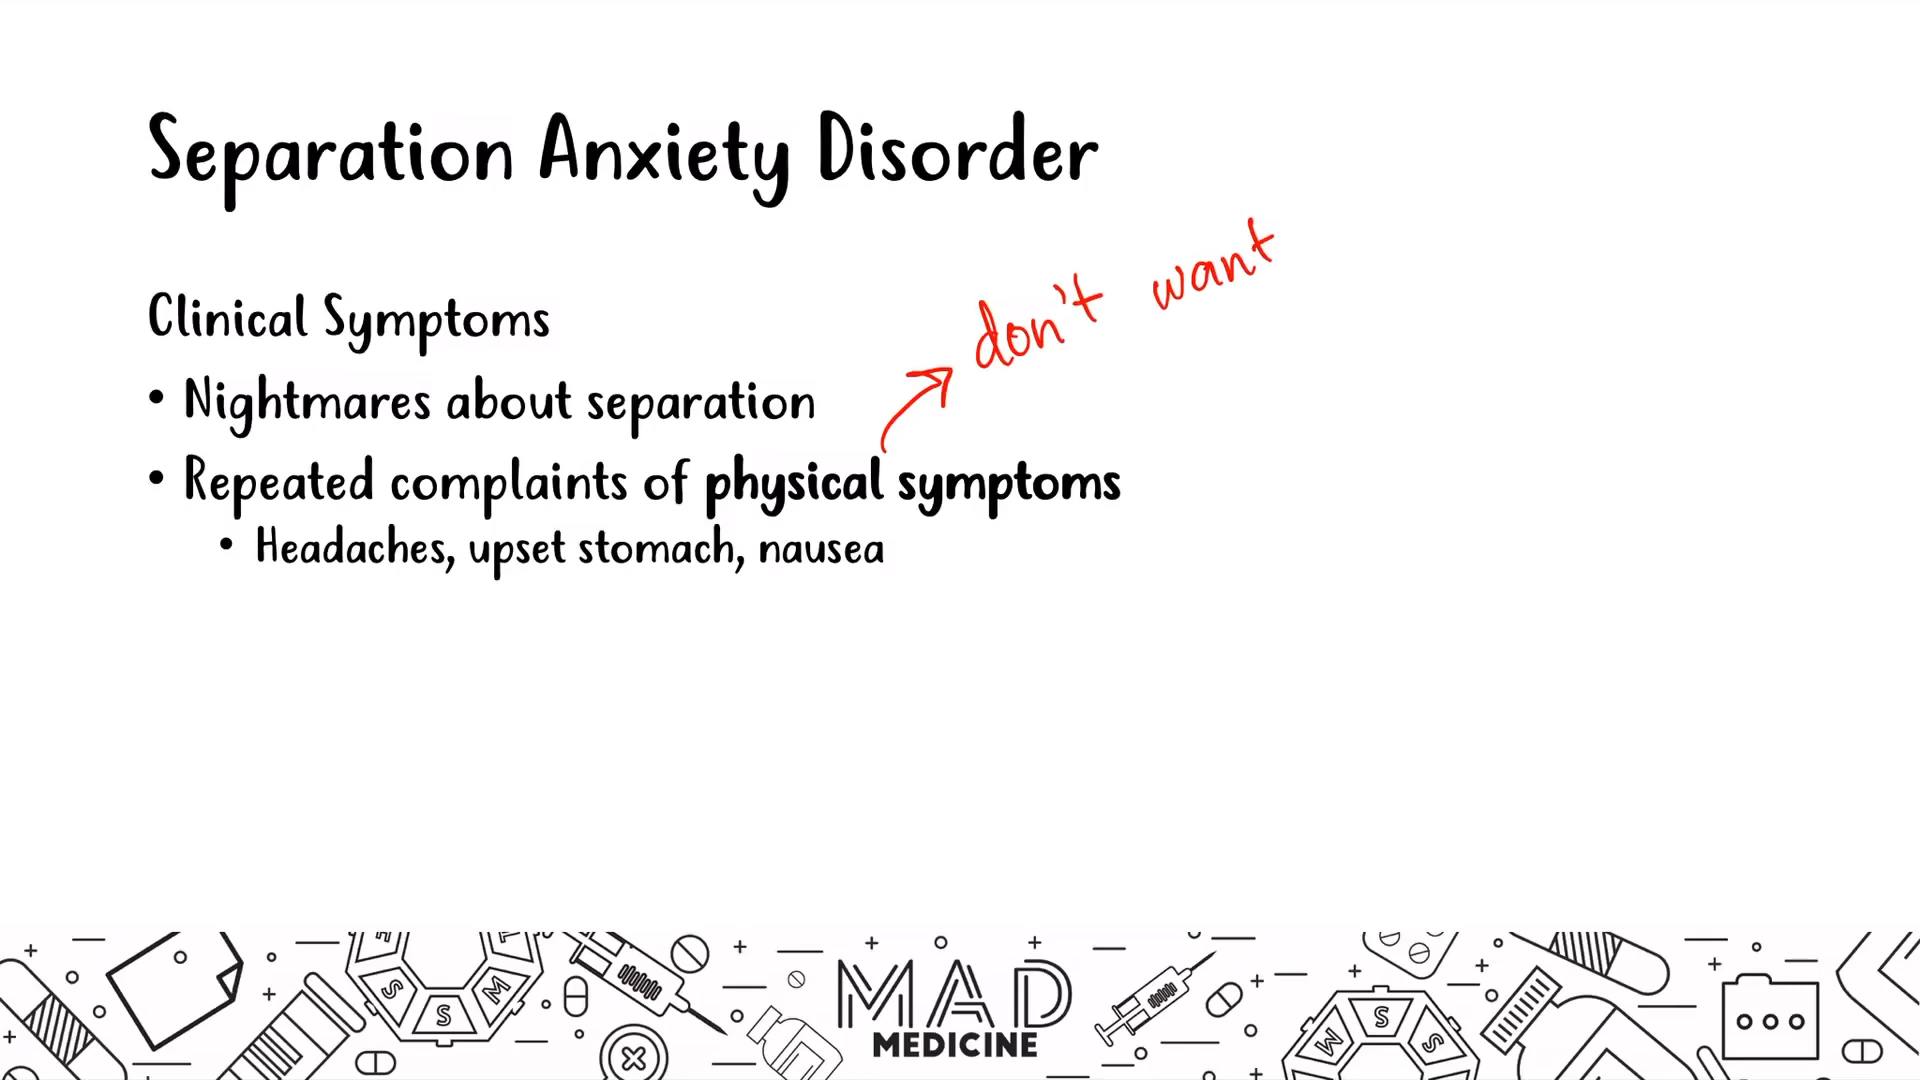 Separation Anxiety Disorder
don't want
Clinical Symptoms
• Nightmares about separation
• Repeated complaints of physical symptoms
• Headaches, upset stomach, nausea
S S M
MAD
MEDICINE
M S S